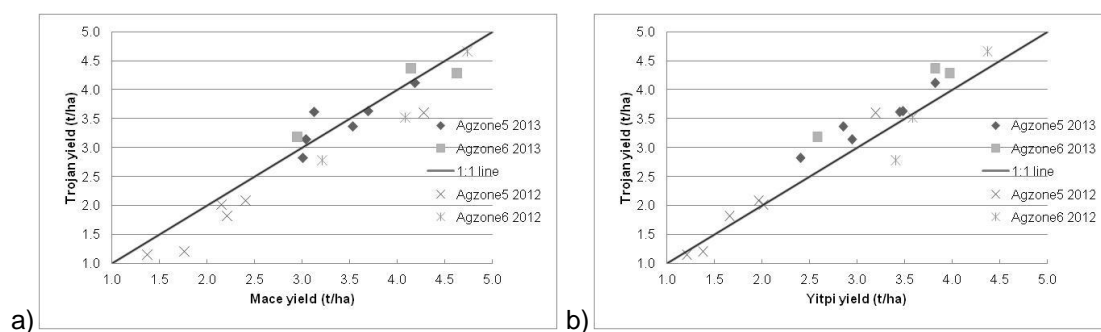 a)
Trojan yield (t/ha)
5.0
4.5
4.0
3.5
3.0
2.5
2.0
1.5
1.0
1.0 1.5 2.0 2.5 3.0 3.5 4.0 4.5 5.0
Mace yield (t/ha)
Agzone5 2013
Agzone6 2013
1:1 line
Agzone5 2012
Agzone6 2012
b)
Trojan yield (t/ha)
5.0
4.5
4.0
3.5
3.0
2.5
2.0
1.5
1.0
1.0 1.5 2.0 2.5 3.0 3.5 4.0 4.5 5.0
Yitpi yield (t/ha)
Agzone5 2013
Agzone6 2013
1:1 line
Agzone5 2012
Agzone6 2012